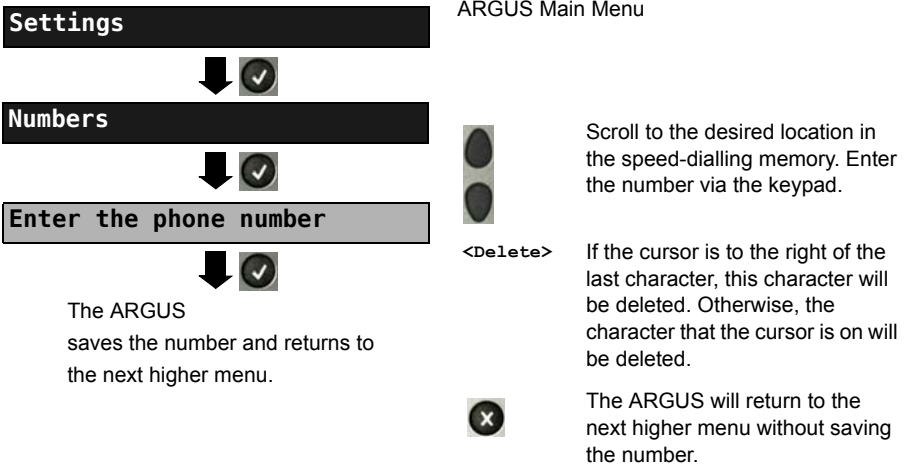 ARGUS Main Menu
Settings
Numbers
Scroll to the desired location in
the speed-dialling memory. Enter
the number via the keypad.
Enter the phone number
<Delete> If the cursor is to the right of the
last character, this character will
be deleted. Otherwise, the
character that the cursor is on will
be deleted.
The ARGUS
saves the number and returns to
the next higher menu.
The ARGUS will return to the
next higher menu without saving
the number.